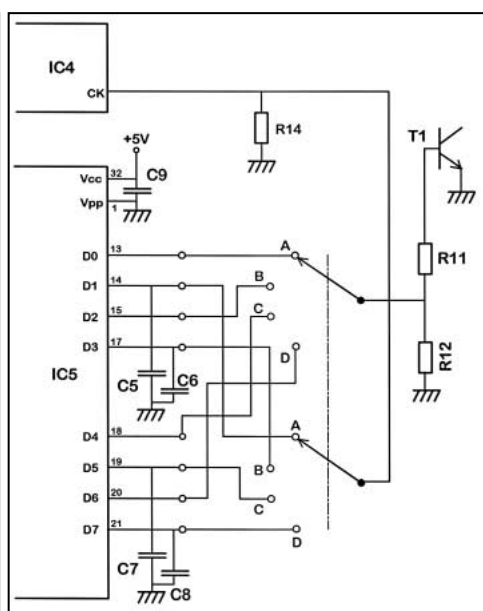 IC4
CK
R14
T1
+5V
Vcc 32
C9
Vpp 1
R11
R12
IC5
D0 13
D1 14
D2 15
D3 17
D4 18
D5 19
D6 20
D7 21
C5
C6
C7
C8
A
B
C
D
A
B
C
D